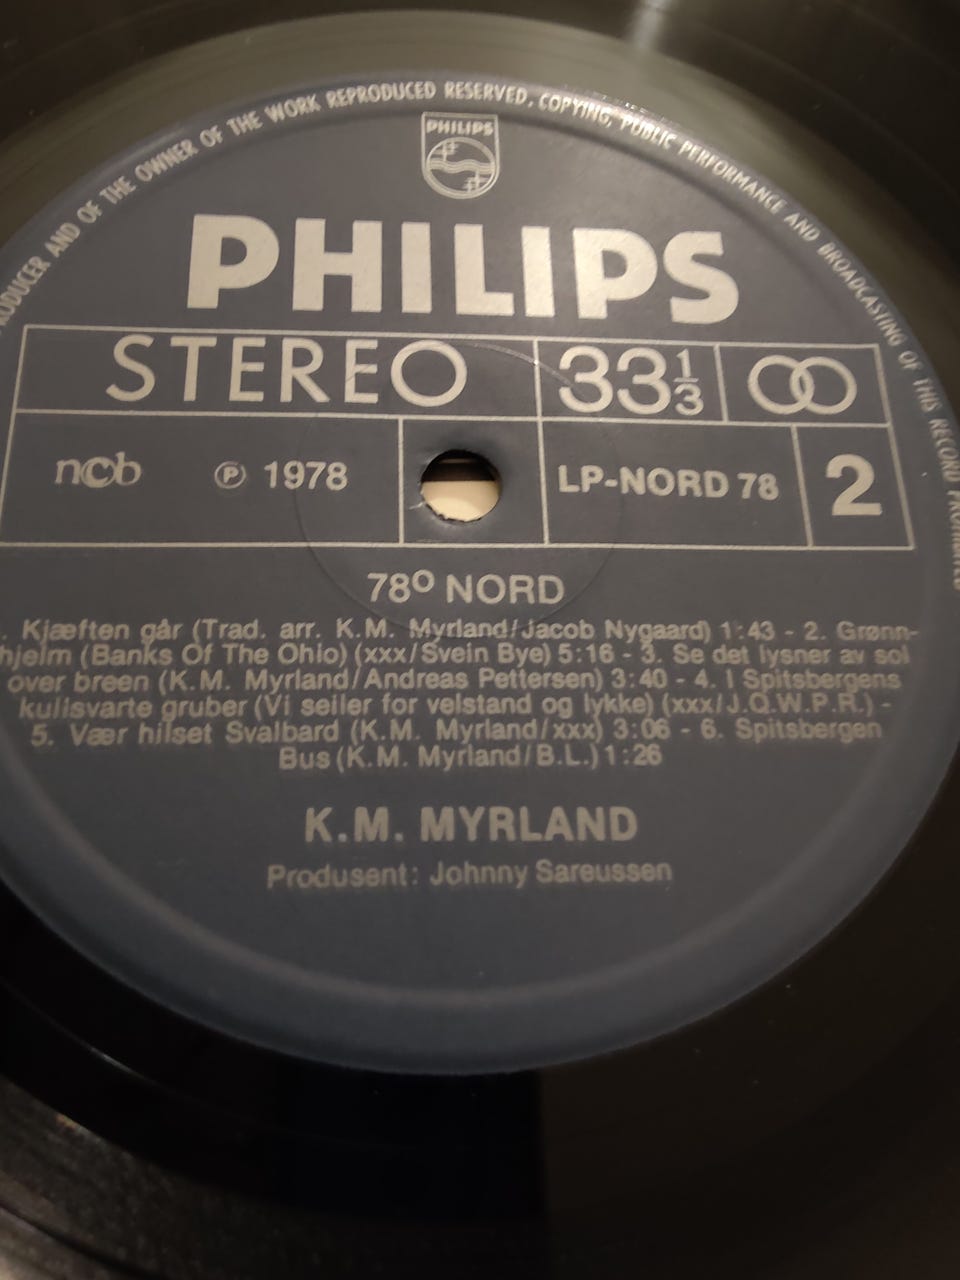 PRODUCER AND OF THE OWNER OF THE WORK REPRODUCED RESERVED. COPYING, PUBLIC PERFORMANCE AND BROADCASTING OF THIS RECORD PROHIBITED
PHILIPS
PHILIPS
STEREO 33 1/3
ncb ℗ 1978 LP-NORD 78 2
78º NORD
. Kjæften går (Trad. arr. K.M. Myrland/Jacob Nygaard) 1:43 - 2. Grønn-
hjelm (Banks Of The Ohio) (xxx/Svein Bye) 5:16 - 3. Se det lysner av sol
over breen (K.M. Myrland/Andreas Pettersen) 3:40 - 4. I Spitsbergens
kullsvarte gruber (Vi seiler for velstand og lykke) (xxx/J.Q.W.P.R.) -
5. Vær hilset Svalbard (K.M. Myrland/xxx) 3:06 - 6. Spitsbergen
Bus (K.M. Myrland/B.L.) 1:26
K.M. MYRLAND
Produsent: Johnny Sareussen